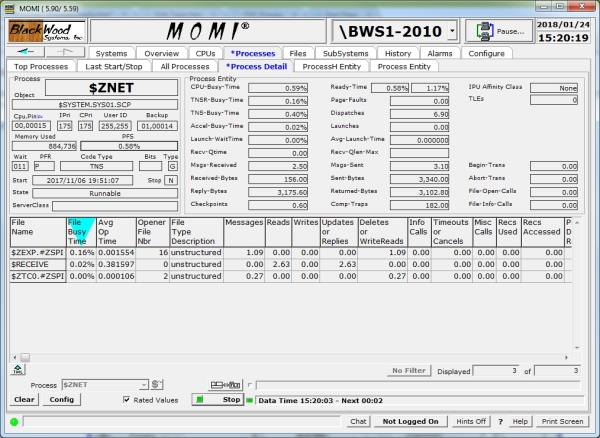 MOMI ( 5.90/ 5.59)
BlackWood
Systems, Inc.
MOMI®
\BWS1-2010
Pause...
2018/01/24
15:20:19
Systems Overview CPUs *Processes Files SubSystems History Alarms Configure
Top Processes Last Start/Stop All Processes *Process Detail ProcessH Entity Process Entity
Process
$ZNET
Object
$SYSTEM.SYS01.SCP
Cpu,Pin IPri CPri User ID Backup
00,00015 175 175 255,255 01,00014
Memory Used PFS
884,736 0.58%
Wait PFR Code Type Bits Type
011 P TNS G
Start 2017/11/06 19:51:07 Stop N
State Runnable
ServerClass
Process Entity
CPU-Busy-Time 0.59% Ready-Time 0.58% 1.17% IPU Affinity Class None
TNSR-Busy-Time 0.16% Page-Faults 0.00 TLEs 0
TNS-Busy-Time 0.40% Dispatches 6.90
Accel-Busy-Time 0.02% Launches 0.00
Launch-WaitTime 0.00% Avg-Launch-Time 0.000000
Recv-Qtime 0.00 Recv-Qlen-Max
Msgs-Received 2.50 Msgs-Sent 3.10 Begin-Trans 0.00
Received-Bytes 156.00 Sent-Bytes 3,340.00 Abort-Trans 0.00
Reply-Bytes 3,175.60 Returned-Bytes 3,102.80 File-Open-Calls 0.00
Checkpoints 0.60 Comp-Traps 182.00 File-Info-Calls 0.00
File Name File Busy Time Avg Op Time Opener File Nbr File Type Description Messages Reads Writes Updates or Replies Deletes or WriteReads Info Calls Timeouts or Cancels Misc Calls Recs Used Recs Accessed P D R
$ZEXP.#ZSPI 0.16% 0.001554 16 unstructured 1.09 0.00 0.00 0.00 1.09 0.00 0.00 0.00 0.00 0.00
$RECEIVE 0.02% 0.381597 0 unstructured 0.00 2.63 0.00 2.63 0.00 0.00 0.00 0.00 0.00 0.00
$ZTC0.#ZSPI 0.00% 0.000106 2 unstructured 0.27 0.00 0.00 0.00 0.27 0.00 0.00 0.00 0.00 0.00
No Filter Displayed 3 of 3
Process $ZNET
Clear Config Rated Values Stop Data Time 15:20:03 - Next 00:02
Chat Not Logged On Hints Off ? Help Print Screen